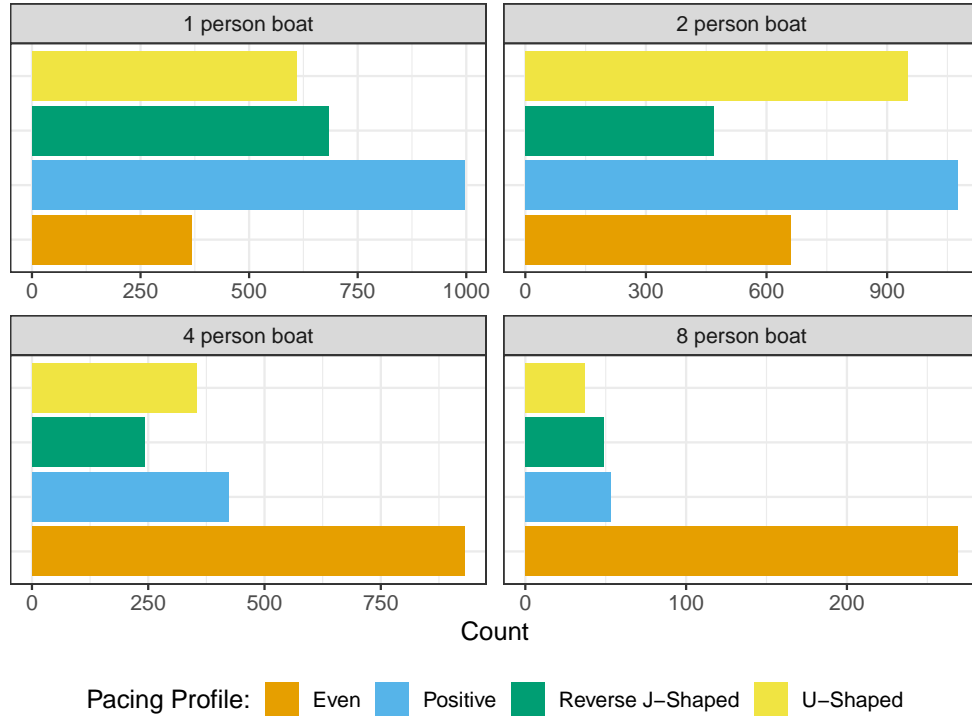 1 person boat
2 person boat
0 250 500 750 1000
0 300 600 900
4 person boat
8 person boat
0 250 500 750
0 100 200
Count
Pacing Profile: Even Positive Reverse J−Shaped U−Shaped